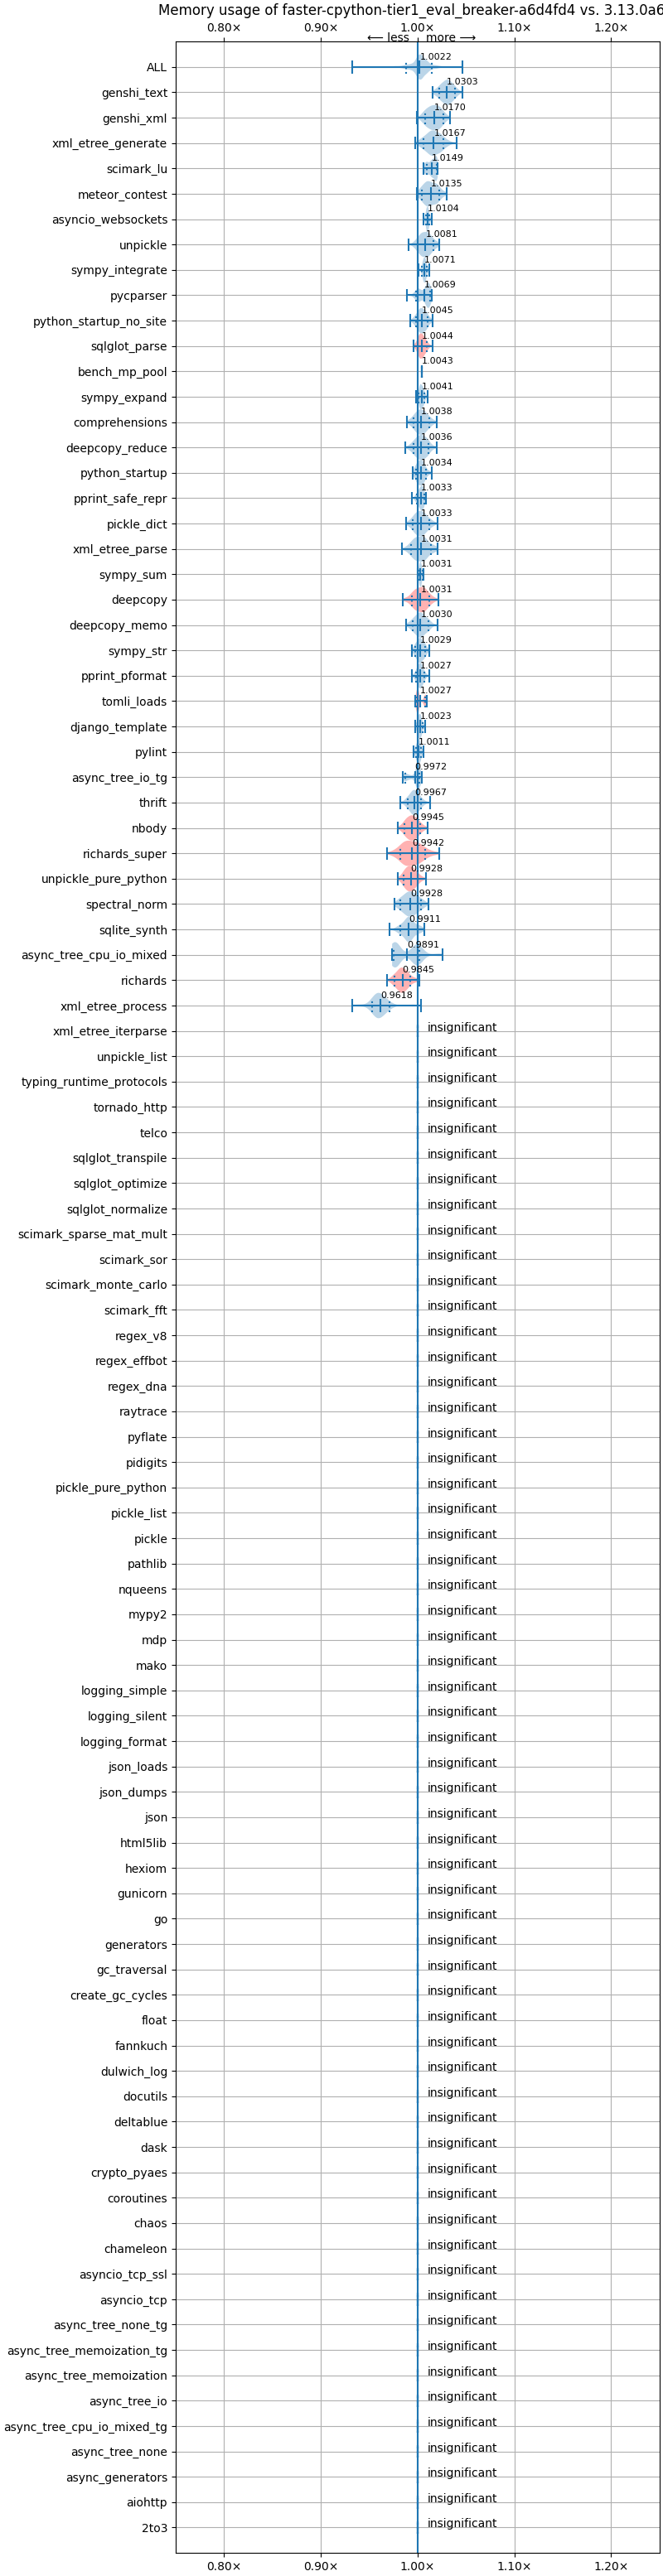 Memory usage of faster-cpython-tier1_eval_breaker-a6d4fd4 vs. 3.13.0a6
0.80× 0.90× 1.00× 1.10× 1.20×
⟵ less more ⟶
ALL 1.0022
genshi_text 1.0303
genshi_xml 1.0170
xml_etree_generate 1.0167
scimark_lu 1.0149
meteor_contest 1.0135
asyncio_websockets 1.0104
unpickle 1.0081
sympy_integrate 1.0071
pycparser 1.0069
python_startup_no_site 1.0045
sqlglot_parse 1.0044
bench_mp_pool 1.0043
sympy_expand 1.0041
comprehensions 1.0038
deepcopy_reduce 1.0036
python_startup 1.0034
pprint_safe_repr 1.0033
pickle_dict 1.0033
xml_etree_parse 1.0031
sympy_sum 1.0031
deepcopy 1.0031
deepcopy_memo 1.0030
sympy_str 1.0029
pprint_pformat 1.0027
tomli_loads 1.0027
django_template 1.0023
pylint 1.0011
async_tree_io_tg 0.9972
thrift 0.9967
nbody 0.9945
richards_super 0.9942
unpickle_pure_python 0.9928
spectral_norm 0.9928
sqlite_synth 0.9911
async_tree_cpu_io_mixed 0.9891
richards 0.9845
xml_etree_process 0.9618
xml_etree_iterparse insignificant
unpickle_list insignificant
typing_runtime_protocols insignificant
tornado_http insignificant
telco insignificant
sqlglot_transpile insignificant
sqlglot_optimize insignificant
sqlglot_normalize insignificant
scimark_sparse_mat_mult insignificant
scimark_sor insignificant
scimark_monte_carlo insignificant
scimark_fft insignificant
regex_v8 insignificant
regex_effbot insignificant
regex_dna insignificant
raytrace insignificant
pyflate insignificant
pidigits insignificant
pickle_pure_python insignificant
pickle_list insignificant
pickle insignificant
pathlib insignificant
nqueens insignificant
mypy2 insignificant
mdp insignificant
mako insignificant
logging_simple insignificant
logging_silent insignificant
logging_format insignificant
json_loads insignificant
json_dumps insignificant
json insignificant
html5lib insignificant
hexiom insignificant
gunicorn insignificant
go insignificant
generators insignificant
gc_traversal insignificant
create_gc_cycles insignificant
float insignificant
fannkuch insignificant
dulwich_log insignificant
docutils insignificant
deltablue insignificant
dask insignificant
crypto_pyaes insignificant
coroutines insignificant
chaos insignificant
chameleon insignificant
asyncio_tcp_ssl insignificant
asyncio_tcp insignificant
async_tree_none_tg insignificant
async_tree_memoization_tg insignificant
async_tree_memoization insignificant
async_tree_io insignificant
async_tree_cpu_io_mixed_tg insignificant
async_tree_none insignificant
async_generators insignificant
aiohttp insignificant
2to3 insignificant
0.80× 0.90× 1.00× 1.10× 1.20×